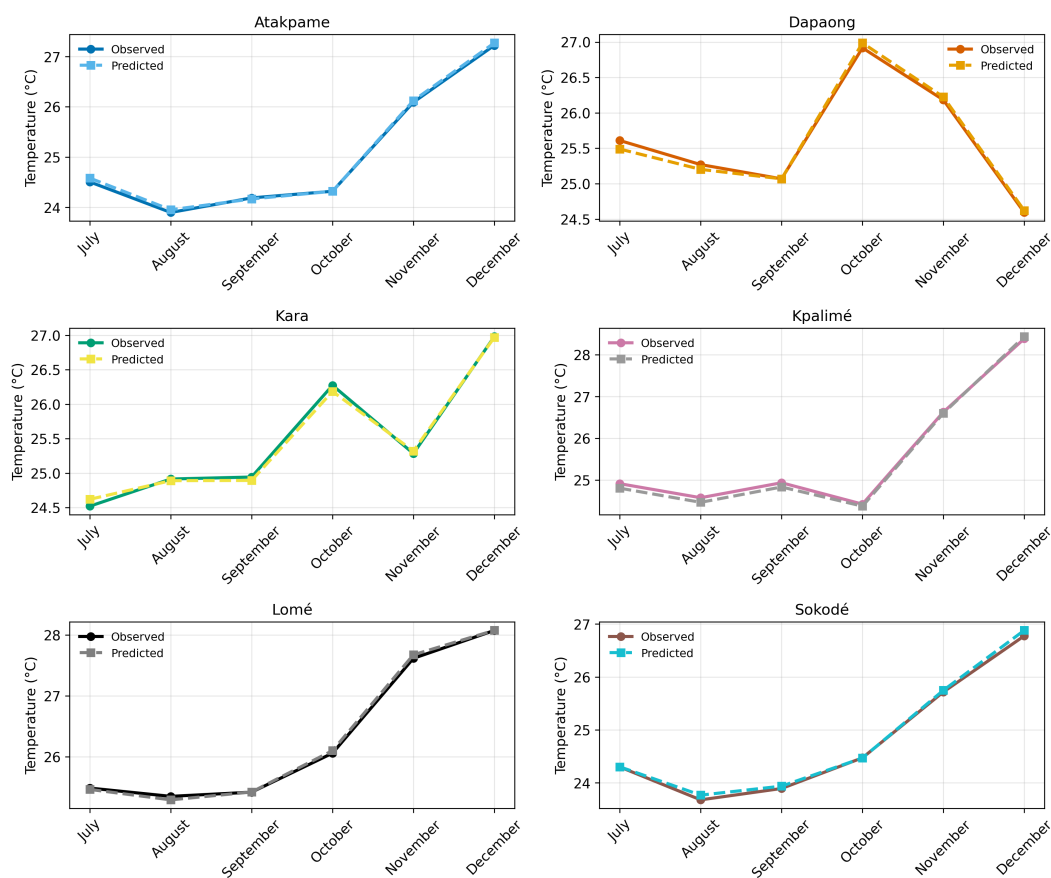 Atakpame
Temperature (°C)
27
26
25
24
Observed
Predicted
July
August
September
October
November
December
Dapaong
Temperature (°C)
27.0
26.5
26.0
25.5
25.0
24.5
Observed
Predicted
July
August
September
October
November
December
Kara
Temperature (°C)
27.0
26.5
26.0
25.5
25.0
24.5
Observed
Predicted
July
August
September
October
November
December
Kpalimé
Temperature (°C)
28
27
26
25
Observed
Predicted
July
August
September
October
November
December
Lomé
Temperature (°C)
28
27
26
Observed
Predicted
July
August
September
October
November
December
Sokodé
Temperature (°C)
27
26
25
24
Observed
Predicted
July
August
September
October
November
December